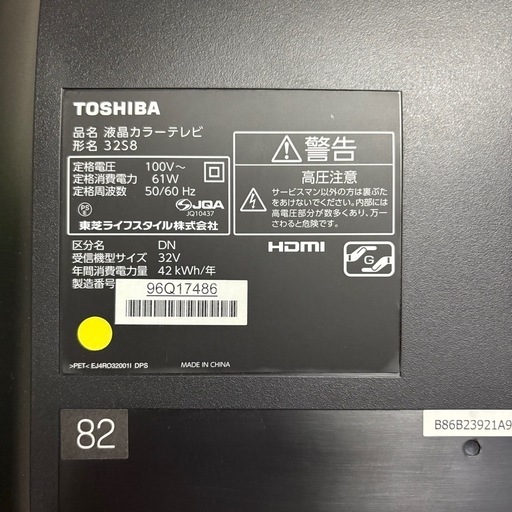 TOSHIBA
品名 液晶カラーテレビ
形名 32S8
定格電圧 100V～
定格消費電力 61W
定格周波数 50/60 Hz
PS
E
JQA
JQ10437
東芝ライフスタイル株式会社
警告
高圧注意
サービスマン以外の方は裏ぶた
をあけないでください。内部には
高電圧部分が数多くあり、万一
さわると危険です。
区分名 DN
受信機型サイズ 32V
年間消費電力量 42 kWh/年
製造番号
96Q17486
HDMI
G
>PET< EJ4RO32001I DPS
MADE IN CHINA
82
B86B23921A9